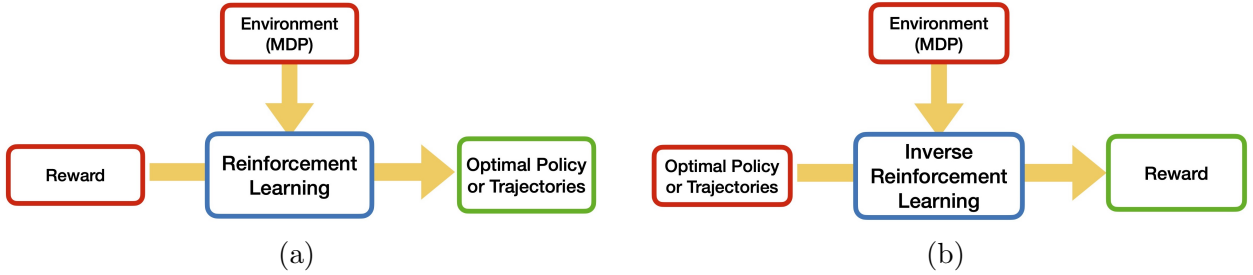 Environment
(MDP)
Reward
Reinforcement
Learning
Optimal Policy
or Trajectories
(a)
Environment
(MDP)
Optimal Policy
or Trajectories
Inverse
Reinforcement
Learning
Reward
(b)